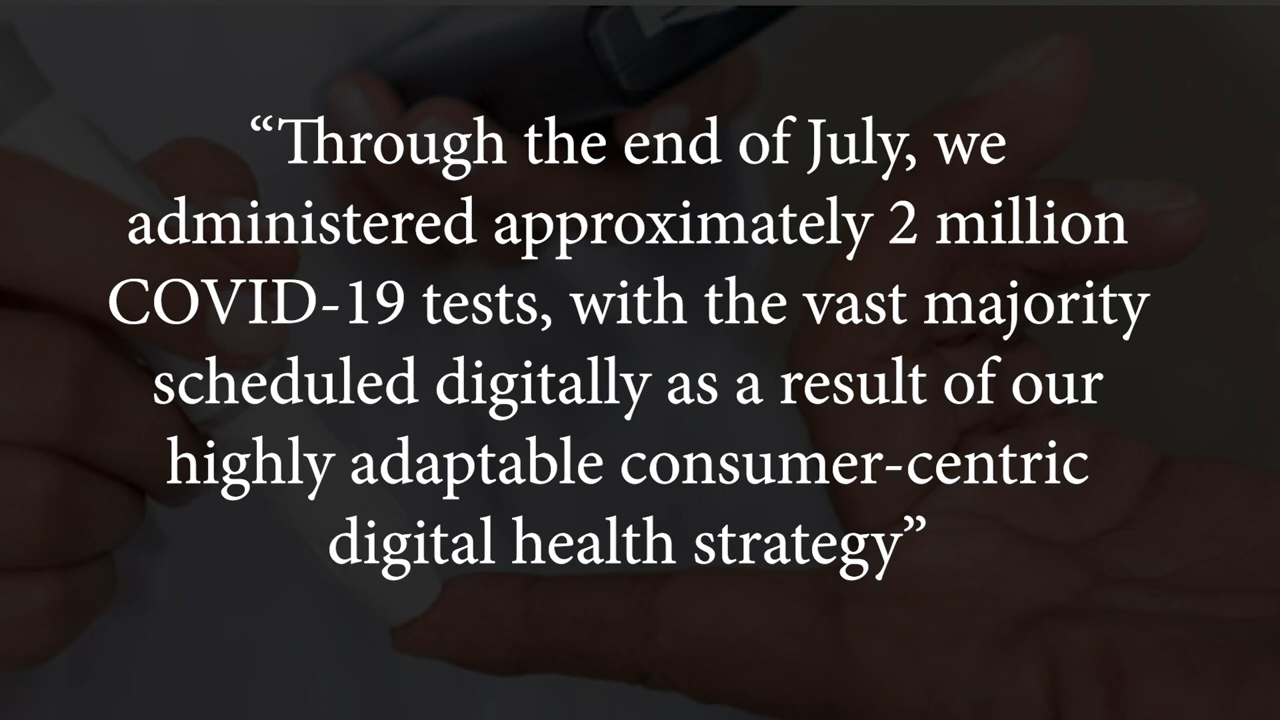 “Through the end of July, we
administered approximately 2 million
COVID-19 tests, with the vast majority
scheduled digitally as a result of our
highly adaptable consumer-centric
digital health strategy”